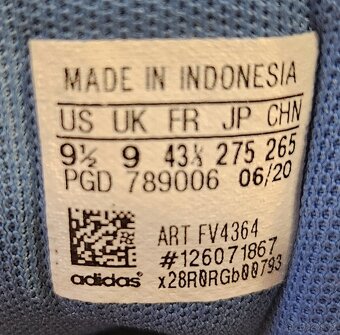 MADE IN INDONESIA
US UK FR JP CHN
9½ 9 43⅓ 275 265
PGD 789006 06/20
ART FV4364
#126071867
adidas® x28R0RGb00793